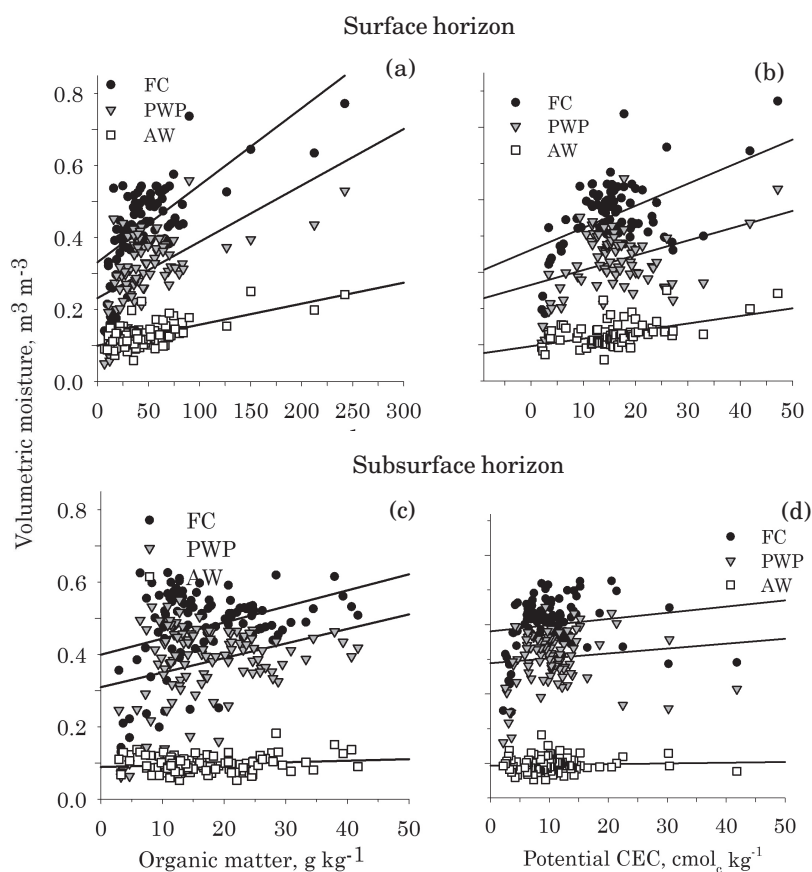 Surface horizon
(a)
FC
PWP
AW
0.8
0.6
0.4
0.2
0.0
0 50 100 150 200 250 300
(b)
FC
PWP
AW
0 10 20 30 40 50
Volumetric moisture, m³ m-³
Subsurface horizon
(c)
FC
PWP
AW
0.8
0.6
0.4
0.2
0.0
0 10 20 30 40 50
Organic matter, g kg-¹
(d)
FC
PWP
AW
0 10 20 30 40 50
Potential CEC, cmolc kg-¹